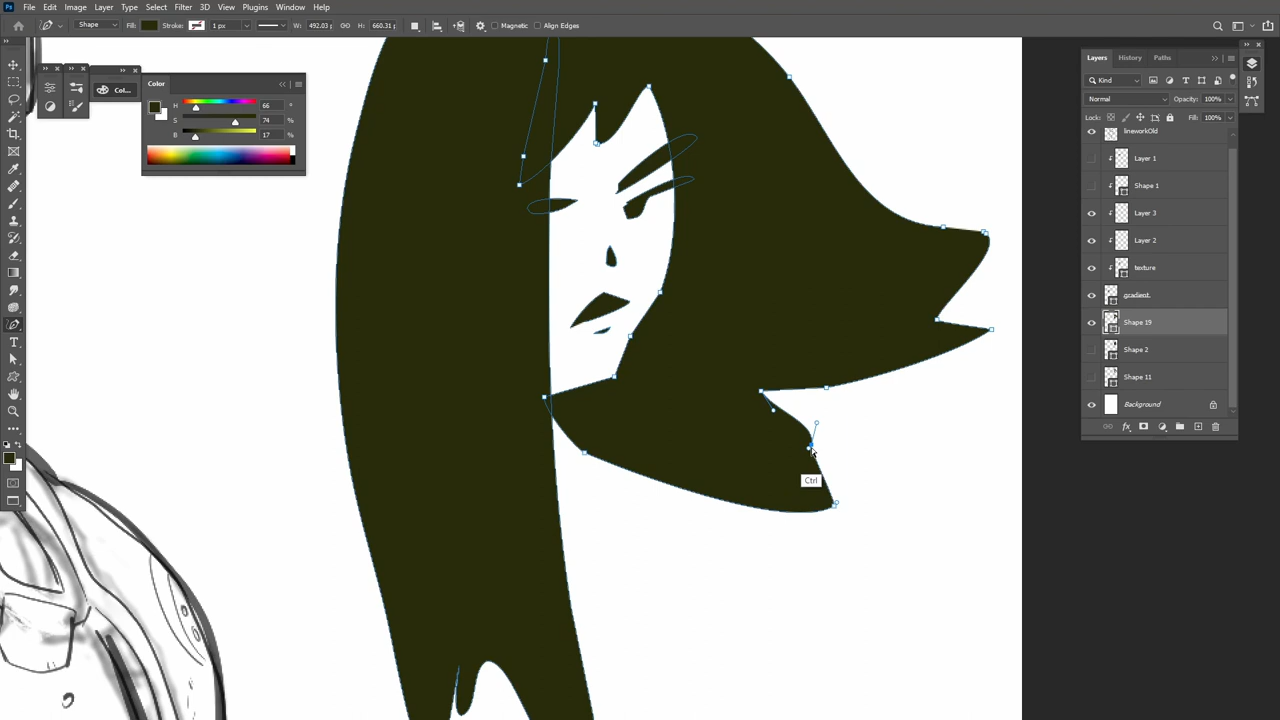 Ps File Edit Image Layer Type Select Filter 3D View Plugins Window Help
Shape Fill: Stroke: 1 px W: 492.03 H: 660.31 Magnetic Align Edges
Col...
Color
H 66 °
S 74 %
B 17 %
Layers History Paths
Kind
Normal Opacity: 100%
Lock: Fill: 100%
lineworkOld
Layer 1
Shape 1
Layer 3
Layer 2
texture
gradient.
Shape 19
Shape 2
Shape 11
Background
fx
Ctrl